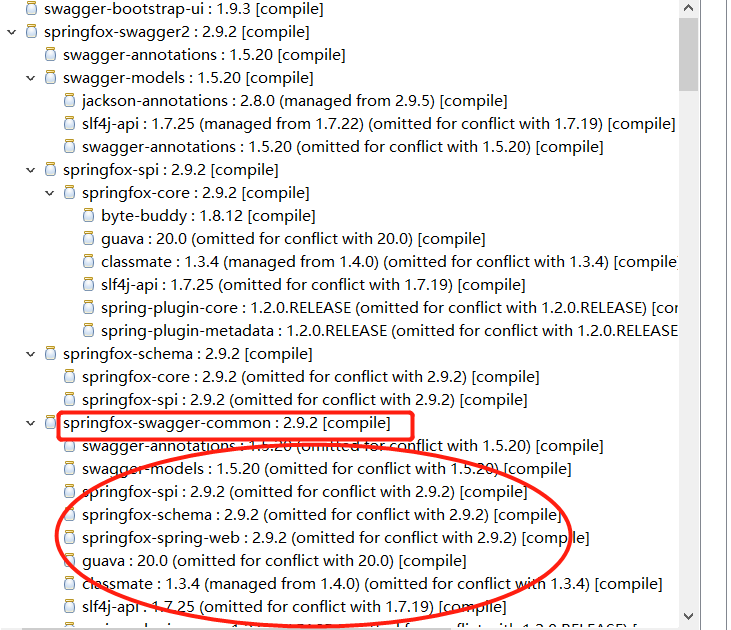 swagger-bootstrap-ui : 1.9.3 [compile]
springfox-swagger2 : 2.9.2 [compile]
swagger-annotations : 1.5.20 [compile]
swagger-models : 1.5.20 [compile]
jackson-annotations : 2.8.0 (managed from 2.9.5) [compile]
slf4j-api : 1.7.25 (managed from 1.7.22) (omitted for conflict with 1.7.19) [compile]
swagger-annotations : 1.5.20 (omitted for conflict with 1.5.20) [compile]
springfox-spi : 2.9.2 [compile]
springfox-core : 2.9.2 [compile]
byte-buddy : 1.8.12 [compile]
guava : 20.0 (omitted for conflict with 20.0) [compile]
classmate : 1.3.4 (managed from 1.4.0) (omitted for conflict with 1.3.4) [compile
slf4j-api : 1.7.25 (omitted for conflict with 1.7.19) [compile]
spring-plugin-core : 1.2.0.RELEASE (omitted for conflict with 1.2.0.RELEASE) [cor
spring-plugin-metadata : 1.2.0.RELEASE (omitted for conflict with 1.2.0.RELEASE
springfox-schema : 2.9.2 [compile]
springfox-core : 2.9.2 (omitted for conflict with 2.9.2) [compile]
springfox-spi : 2.9.2 (omitted for conflict with 2.9.2) [compile]
springfox-swagger-common : 2.9.2 [compile]
swagger-annotations : 1.5.20 (omitted for conflict with 1.5.20) [compile]
swagger-models : 1.5.20 (omitted for conflict with 1.5.20) [compile]
springfox-spi : 2.9.2 (omitted for conflict with 2.9.2) [compile]
springfox-schema : 2.9.2 (omitted for conflict with 2.9.2) [compile]
springfox-spring-web : 2.9.2 (omitted for conflict with 2.9.2) [compile]
guava : 20.0 (omitted for conflict with 20.0) [compile]
classmate : 1.3.4 (managed from 1.4.0) (omitted for conflict with 1.3.4) [compile]
slf4j-api : 1.7.25 (omitted for conflict with 1.7.19) [compile]